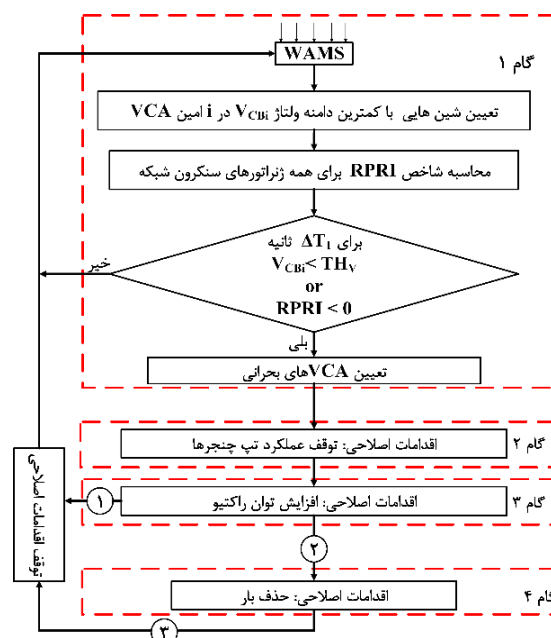 WAMS
گام ۱
تعیین شین هایی با کمترین دامنه ولتاژ V_CBi در i امین VCA
محاسبه شاخص RPRI برای همه ژنراتورهای سنکرون شبکه
برای ΔT₁ ثانیه
V_CBi < TH_V
or
RPRI < 0
خیر
بلی
تعیین VCAهای بحرانی
اقدامات اصلاحی: توقف عملکرد تپ چنجرها
گام ۲
اقدامات اصلاحی: افزایش توان راکتیو
گام ۳
۱
توقف اقدامات اصلاحی
۲
اقدامات اصلاحی: حذف بار
گام ۴
۳